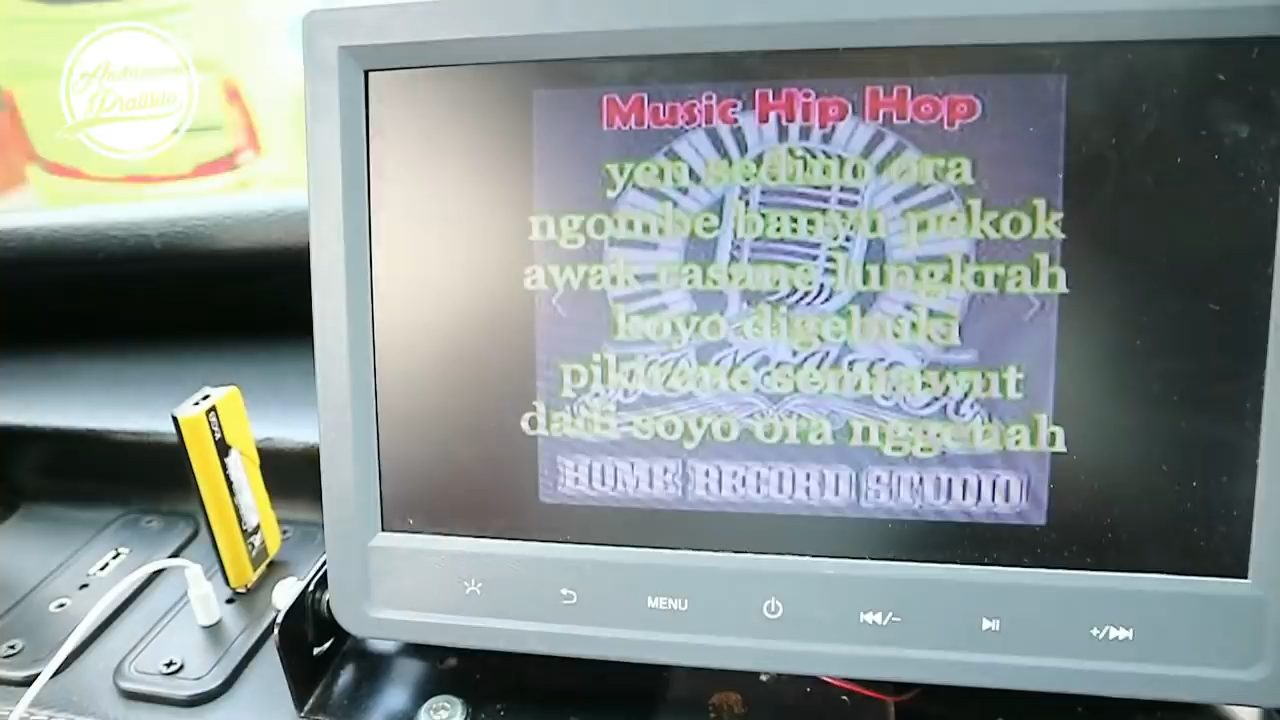 Music Hip Hop
yen sedino ora
ngombe banyu pokok
awak rasane lungkrah
koyo digebuki
pikirane semrawut
dadi soyo ora nggenah
HOME RECORD STUDIO
MENU